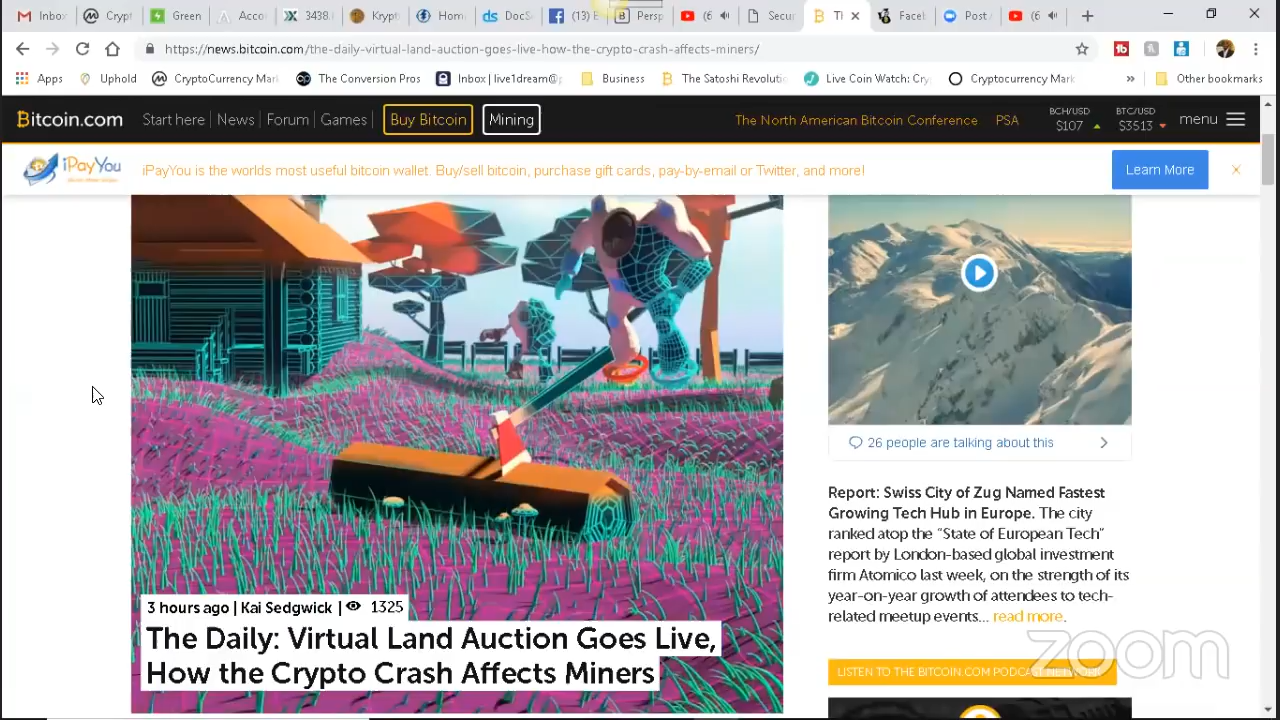 Inbo
Crypt
Green
Acco
3438.
Krypt
Hom
DocS
(13) E
Persp
(6
Secur
Th
Facel
Post /
(6
https://news.bitcoin.com/the-daily-virtual-land-auction-goes-live-how-the-crypto-crash-affects-miners/
Apps
Uphold
CryptoCurrency Mark
The Conversion Pros
Inbox | live1dream@g
Business
The Satoshi Revolutio
Live Coin Watch: Cry
Cryptocurrency Mark
»
Other bookmarks
Bitcoin.com
Start here | News | Forum | Games |
Buy Bitcoin
Mining
The North American Bitcoin Conference
PSA
BCH/USD
$107
BTC/USD
$3513
menu
iPayYou
iPayYou is the worlds most useful bitcoin wallet. Buy/sell bitcoin, purchase gift cards, pay-by-email or Twitter, and more!
Learn More
3 hours ago | Kai Sedgwick | 1325
The Daily: Virtual Land Auction Goes Live,
How the Crypto Crash Affects Miners
26 people are talking about this
Report: Swiss City of Zug Named Fastest
Growing Tech Hub in Europe. The city
ranked atop the “State of European Tech”
report by London-based global investment
firm Atomico last week, on the strength of its
year-on-year growth of attendees to tech-
related meetup events... read more.
LISTEN TO THE BITCOIN.COM PODCAST NETWORK
zoom